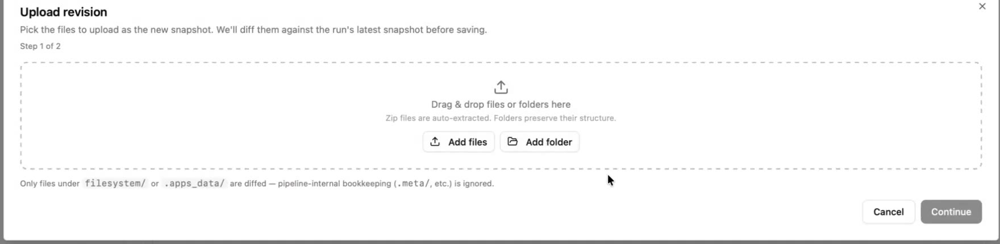 Upload revision
Pick the files to upload as the new snapshot. We'll diff them against the run's latest snapshot before saving.
Step 1 of 2
Drag & drop files or folders here
Zip files are auto-extracted. Folders preserve their structure.
Add files Add folder
Only files under filesystem/ or .apps_data/ are diffed — pipeline-internal bookkeeping (.meta/, etc.) is ignored.
Cancel Continue